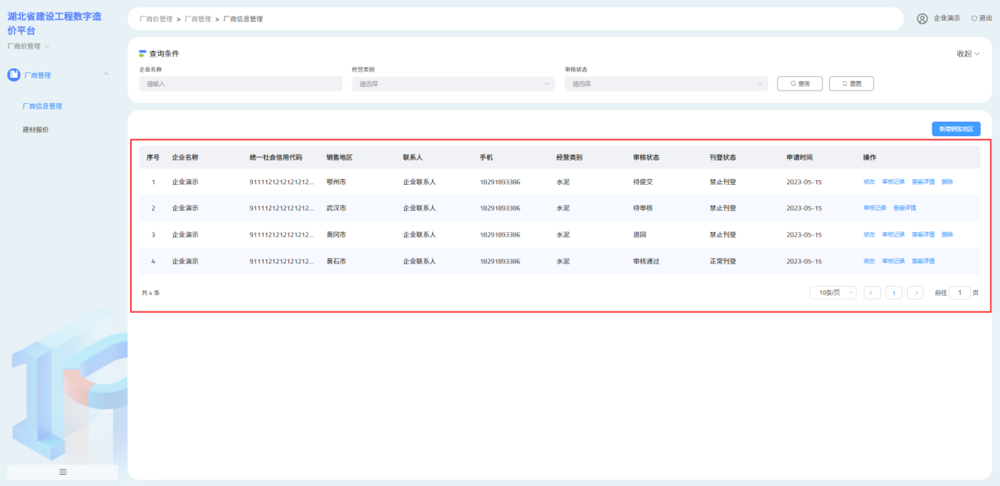 湖北省建设工程数字造
价平台
厂商价管理
厂商管理
厂商信息管理
建材报价
厂商价管理 > 厂商管理 > 厂商信息管理
企业演示 退出
查询条件 收起
企业名称 经营类别 审核状态
请输入 请选择 请选择 查询 重置
新增销售地区
序号 企业名称 统一社会信用代码 销售地区 联系人 手机 经营类别 审核状态 刊登状态 申请时间 操作
1 企业演示 9111121212121212... 鄂州市 企业联系人 18291893386 水泥 待提交 禁止刊登 2023-05-15 修改 审核记录 查看详情 删除
2 企业演示 9111121212121212... 武汉市 企业联系人 18291893386 水泥 待审核 禁止刊登 2023-05-15 审核记录 查看详情
3 企业演示 9111121212121212... 黄冈市 企业联系人 18291893386 水泥 退回 禁止刊登 2023-05-15 修改 审核记录 查看详情 删除
4 企业演示 9111121212121212... 黄石市 企业联系人 18291893386 水泥 审核通过 正常刊登 2023-05-15 修改 审核记录 查看详情
共 4 条 10条/页 < 1 > 前往 1 页